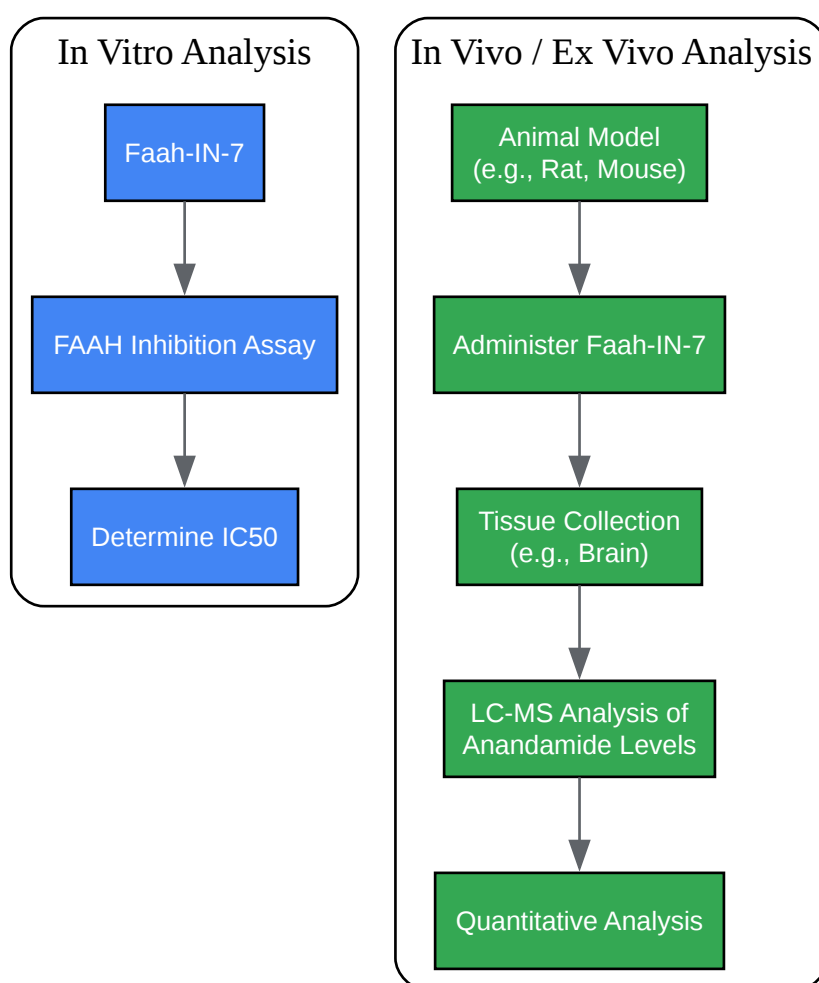 In Vitro Analysis
Faah-IN-7
FAAH Inhibition Assay
Determine IC50
In Vivo / Ex Vivo Analysis
Animal Model
(e.g., Rat, Mouse)
Administer Faah-IN-7
Tissue Collection
(e.g., Brain)
LC-MS Analysis of
Anandamide Levels
Quantitative Analysis